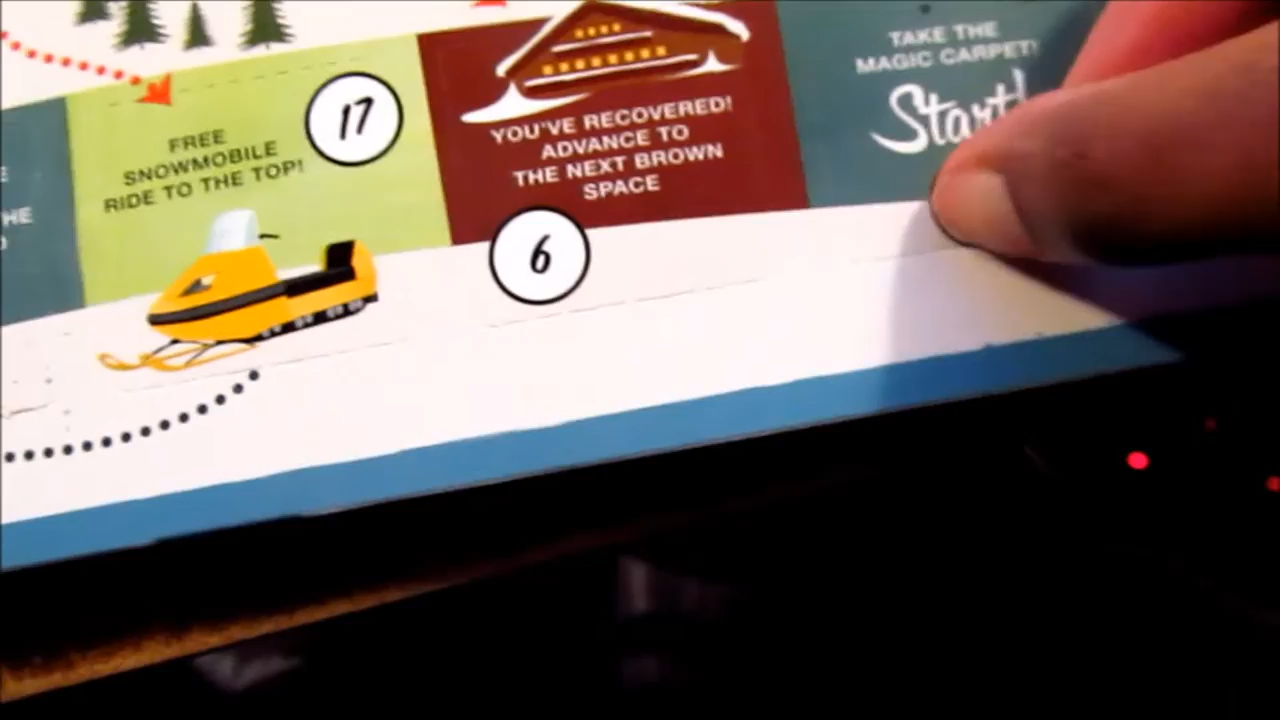 FREE
SNOWMOBILE
RIDE TO THE TOP!
17
YOU'VE RECOVERED!
ADVANCE TO
THE NEXT BROWN
SPACE
6
TAKE THE
MAGIC CARPET!
Start!